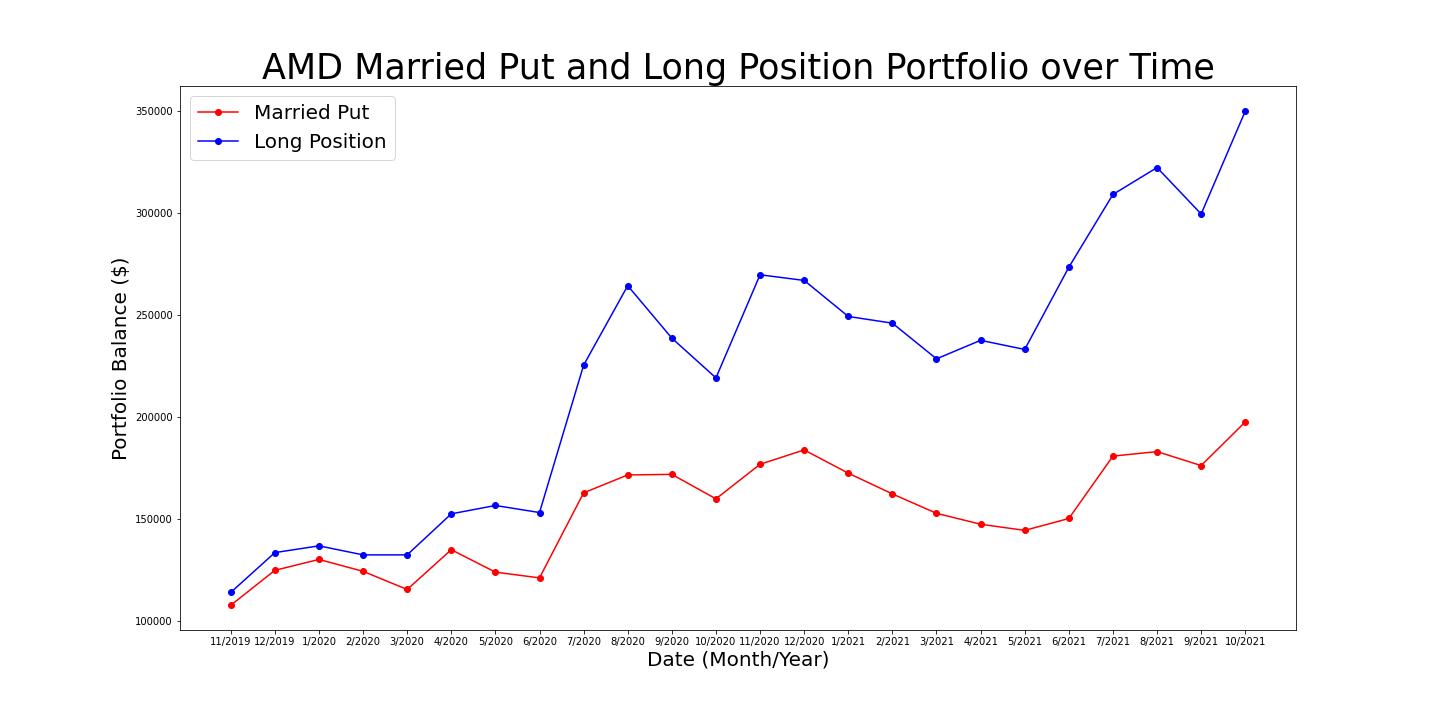 AMD Married Put and Long Position Portfolio over Time
Married Put
Long Position
Portfolio Balance ($)
350000
300000
250000
200000
150000
100000
11/2019 12/2019 1/2020 2/2020 3/2020 4/2020 5/2020 6/2020 7/2020 8/2020 9/2020 10/2020 11/2020 12/2020 1/2021 2/2021 3/2021 4/2021 5/2021 6/2021 7/2021 8/2021 9/2021 10/2021
Date (Month/Year)